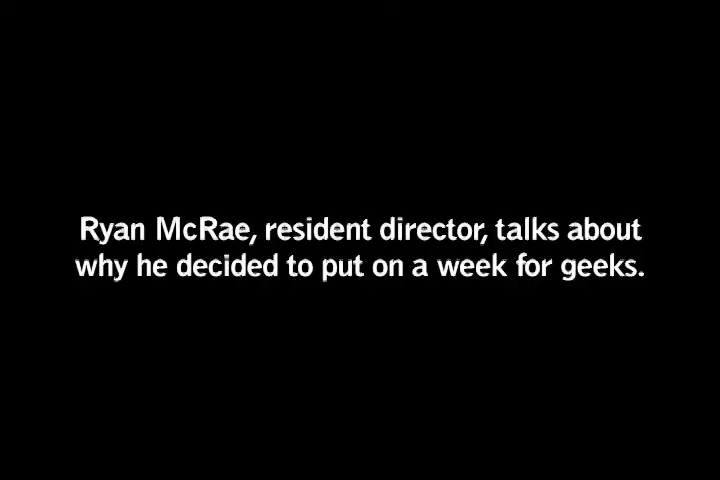 Ryan McRae, resident director, talks about
why he decided to put on a week for geeks.